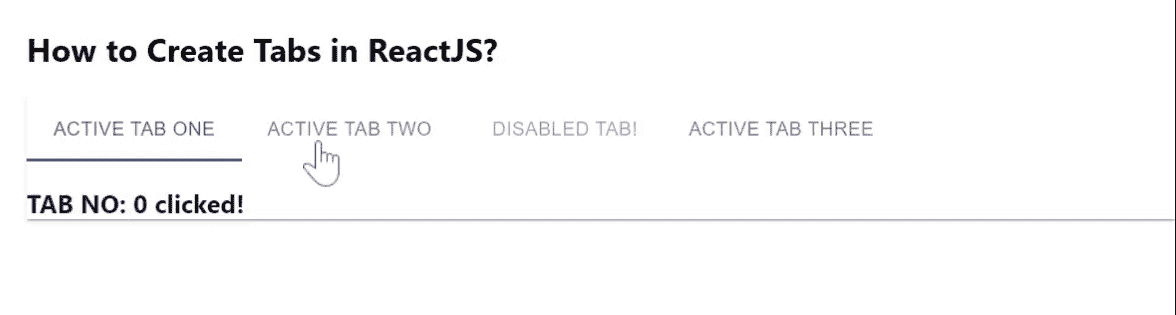 How to Create Tabs in ReactJS?
ACTIVE TAB ONE ACTIVE TAB TWO DISABLED TAB! ACTIVE TAB THREE
TAB NO: 0 clicked!